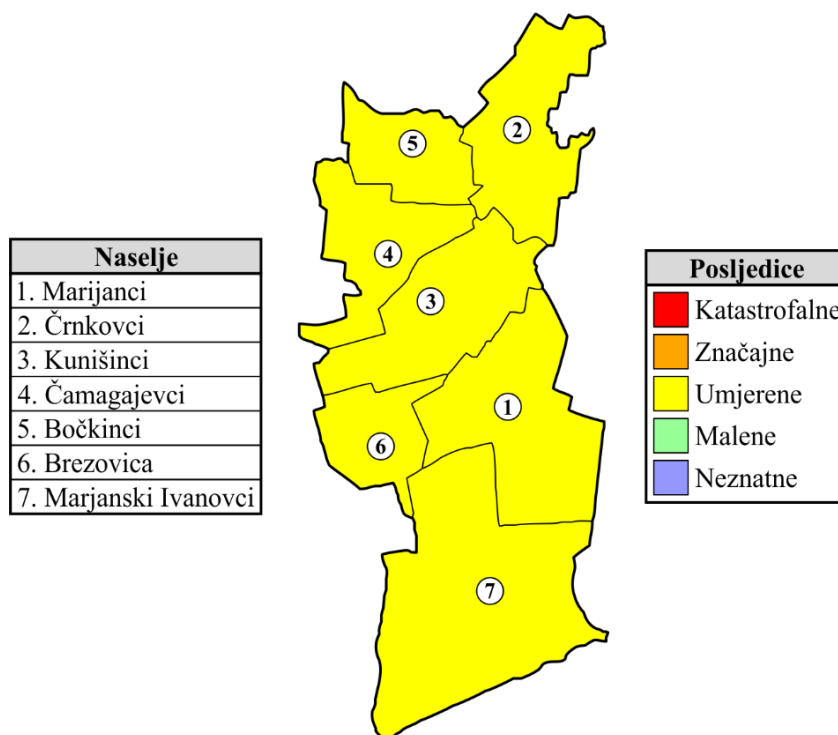 Naselje
1. Marijanci
2. Črnkovci
3. Kunišinci
4. Čamagajevci
5. Bočkinci
6. Brezovica
7. Marjanski Ivanovci
5
2
4
3
1
6
7
Posljedice
Katastrofalne
Značajne
Umjerene
Malene
Neznatne